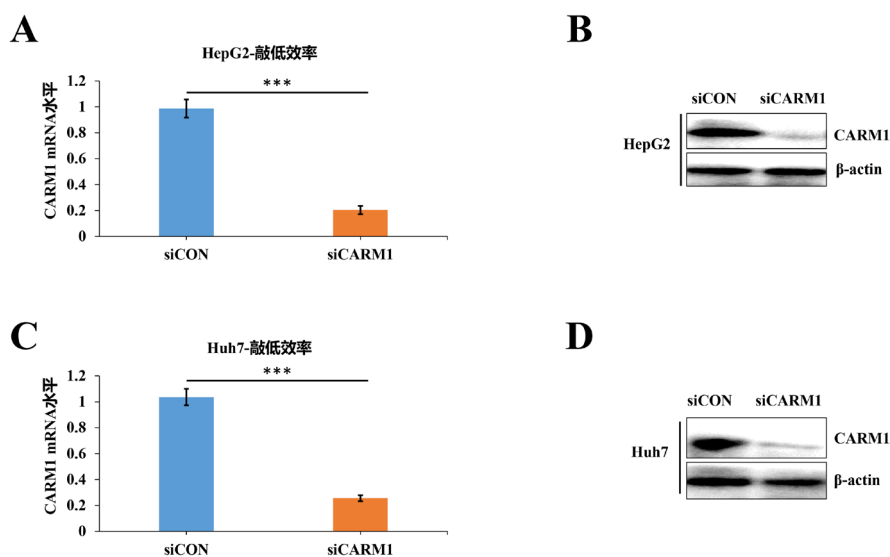 A
HepG2-敲低效率
***
CARM1 mRNA水平
1.2
1
0.8
0.6
0.4
0.2
0
siCON
siCARM1
B
siCON siCARM1
HepG2
CARM1
β-actin
C
Huh7-敲低效率
***
CARM1 mRNA水平
1.2
1
0.8
0.6
0.4
0.2
0
siCON
siCARM1
D
siCON siCARM1
Huh7
CARM1
β-actin